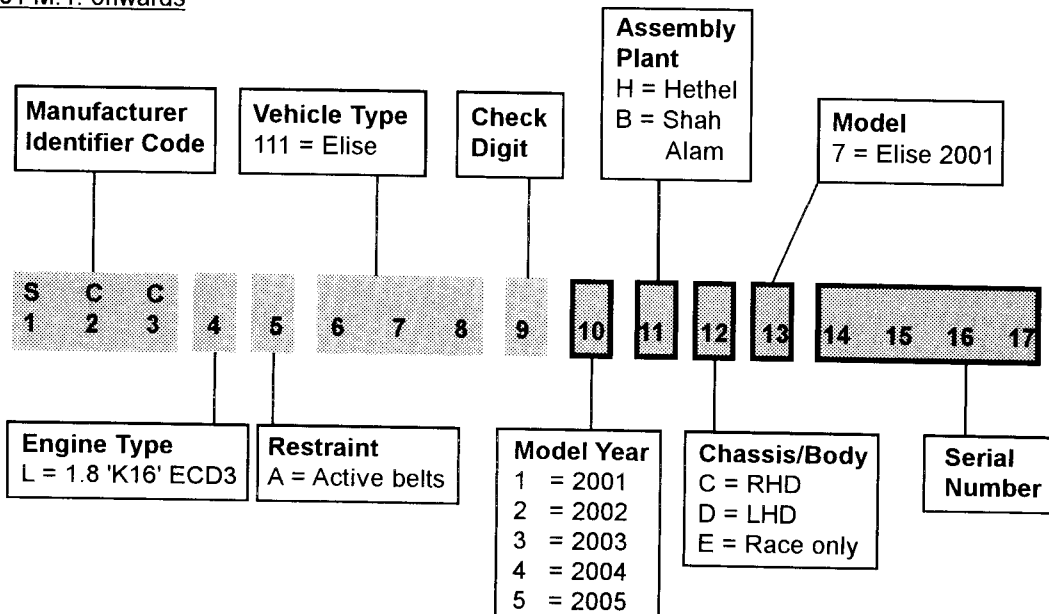 M.Y. onwards
Assembly
Plant
H = Hethel
B = Shah
Alam
Manufacturer
Identifier Code
Vehicle Type
111 = Elise
Check
Digit
Model
7 = Elise 2001
S C C
1 2 3 4 5 6 7 8 9 10 11 12 13 14 15 16 17
Engine Type
L = 1.8 'K16' ECD3
Restraint
A = Active belts
Model Year
1 = 2001
2 = 2002
3 = 2003
4 = 2004
5 = 2005
Chassis/Body
C = RHD
D = LHD
E = Race only
Serial
Number